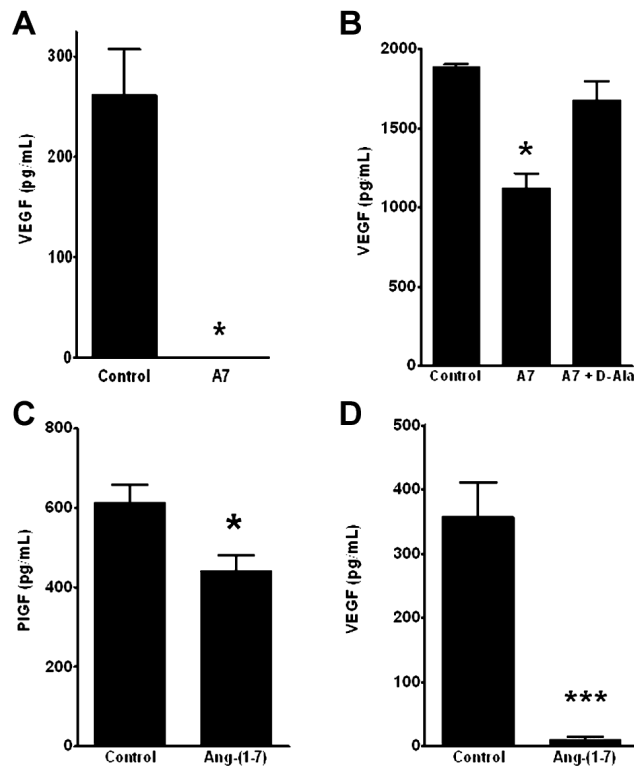 A
VEGF (pg/mL)
300
200
100
0
*
Control A7
B
VEGF (pg/mL)
2000
1500
1000
500
0
*
Control A7 A7 + D-Ala
C
PlGF (pg/mL)
800
600
400
200
0
*
Control Ang-(1-7)
D
VEGF (pg/mL)
500
400
300
200
100
0
***
Control Ang-(1-7)